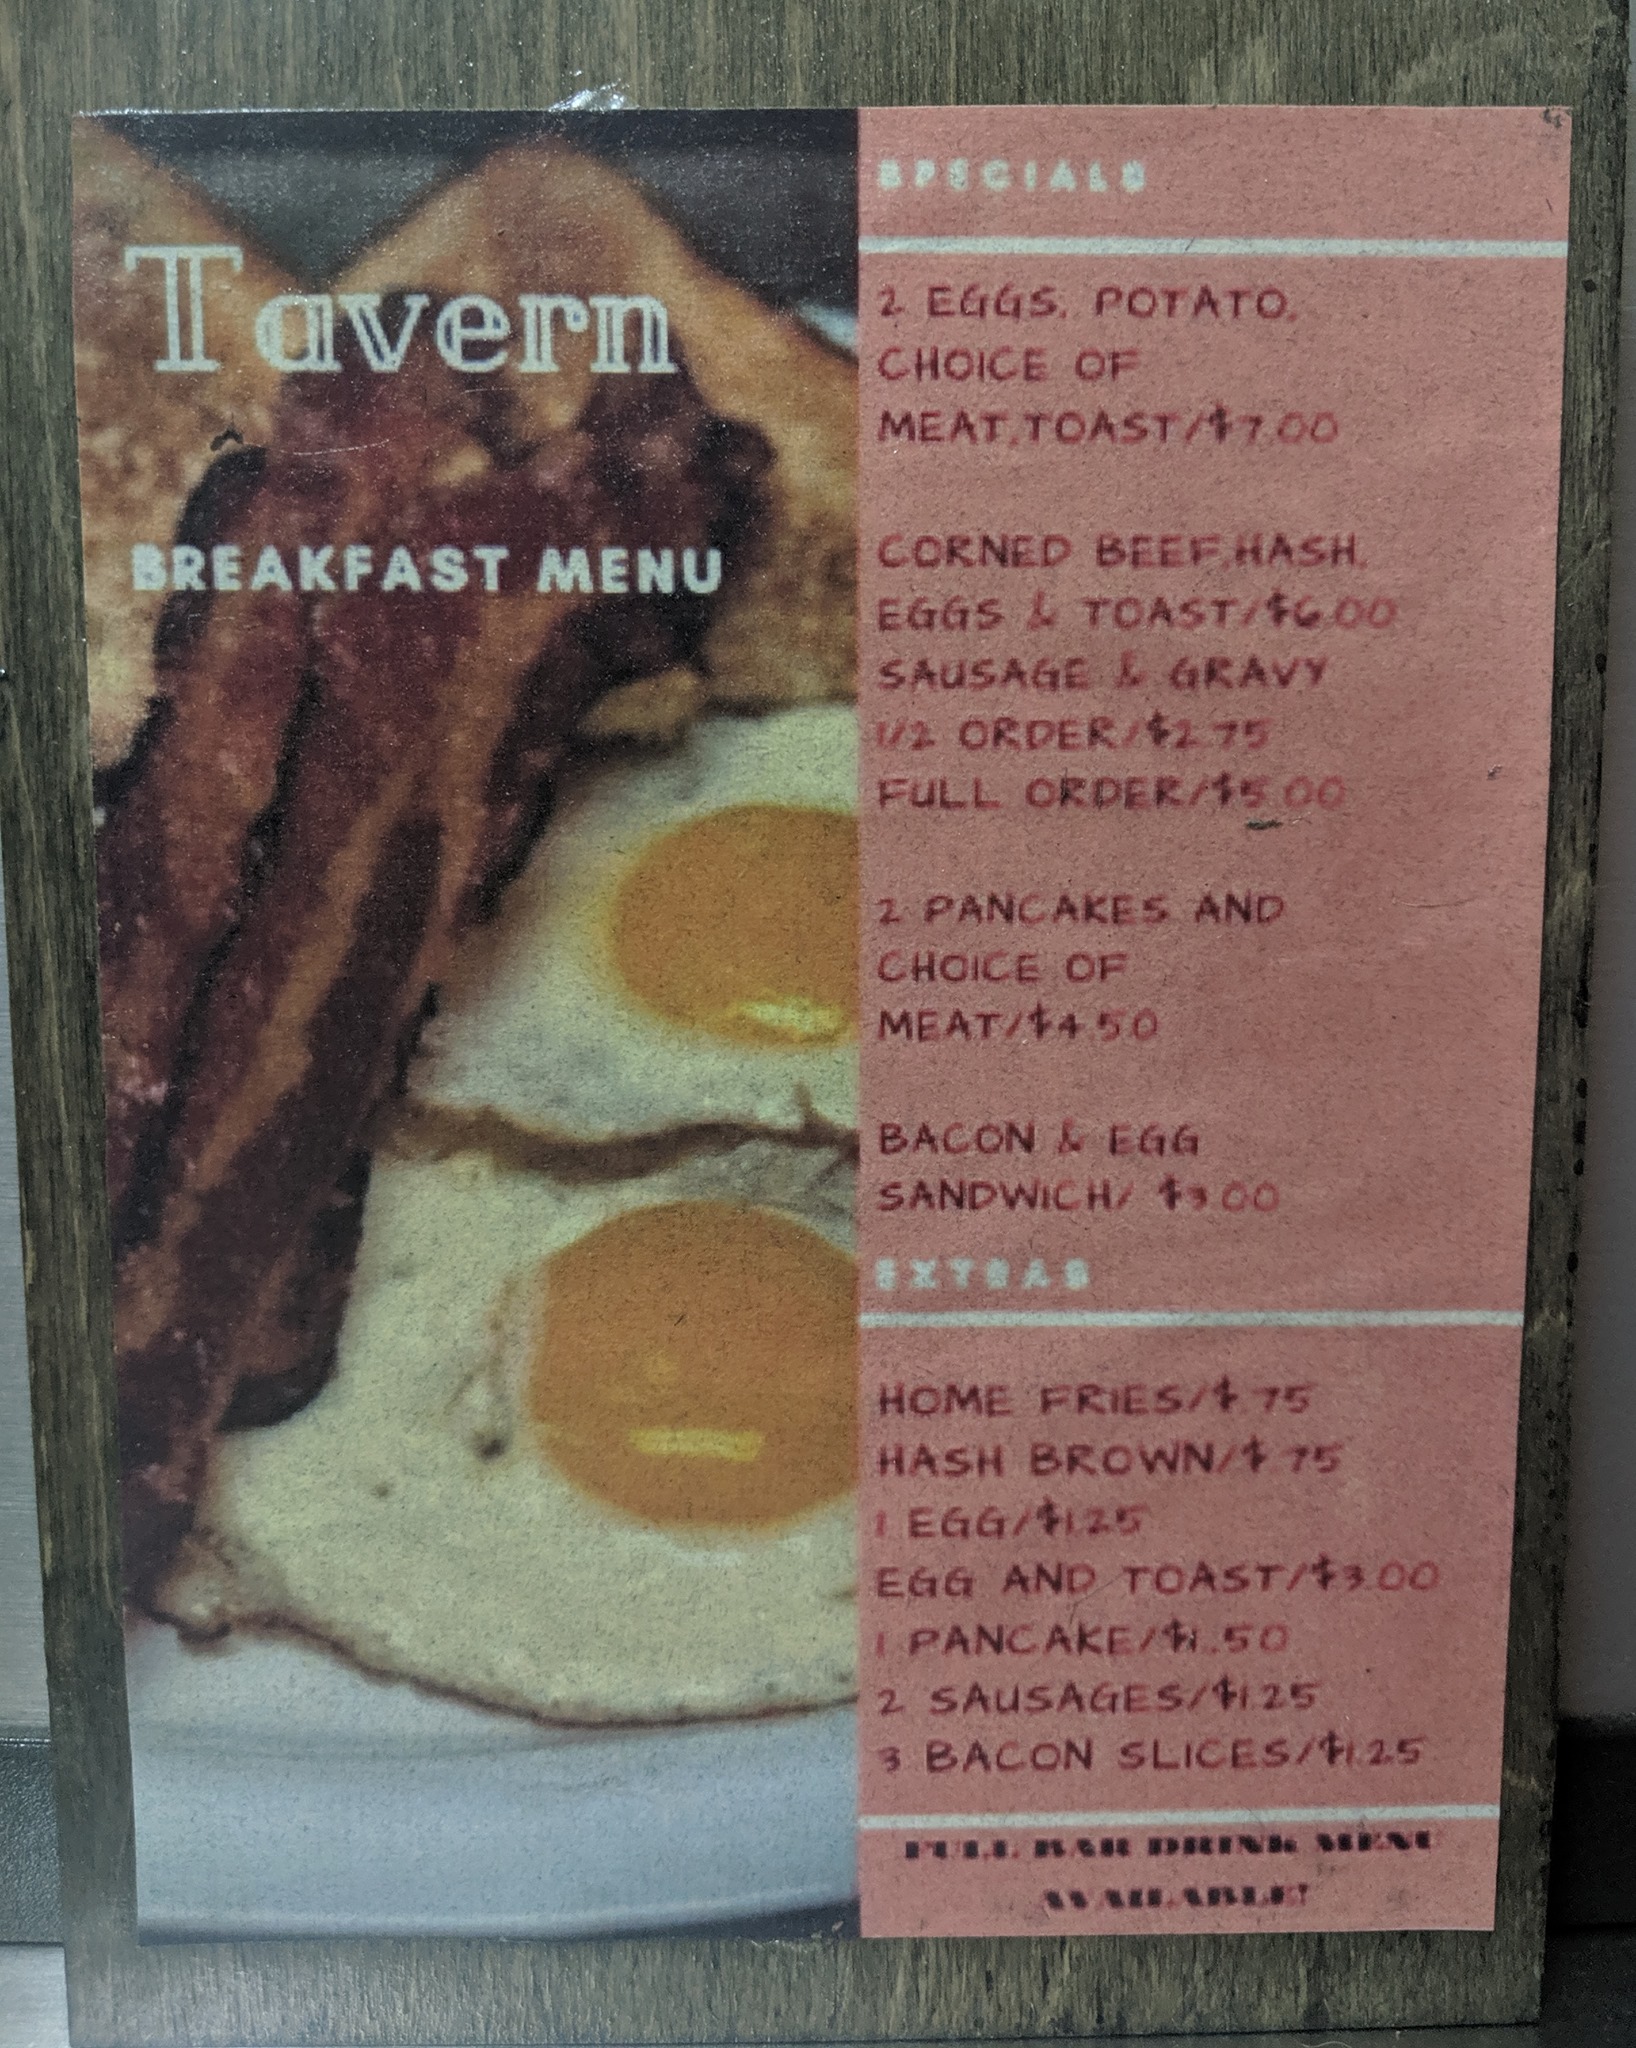 Tavern
BREAKFAST MENU
SPECIALS
2 EGGS, POTATO,
CHOICE OF
MEAT,TOAST/$7.00
CORNED BEEF,HASH,
EGGS & TOAST/$6.00
SAUSAGE & GRAVY
1/2 ORDER/$2.75
FULL ORDER/$5.00
2 PANCAKES AND
CHOICE OF
MEAT/$4.50
BACON & EGG
SANDWICH/ $3.00
EXTRAS
HOME FRIES/$.75
HASH BROWN/$.75
1 EGG/$1.25
EGG AND TOAST/$3.00
1 PANCAKE/$1.50
2 SAUSAGES/$1.25
3 BACON SLICES/$1.25
FULL BAR DRINK MENU
AVAILABLE!